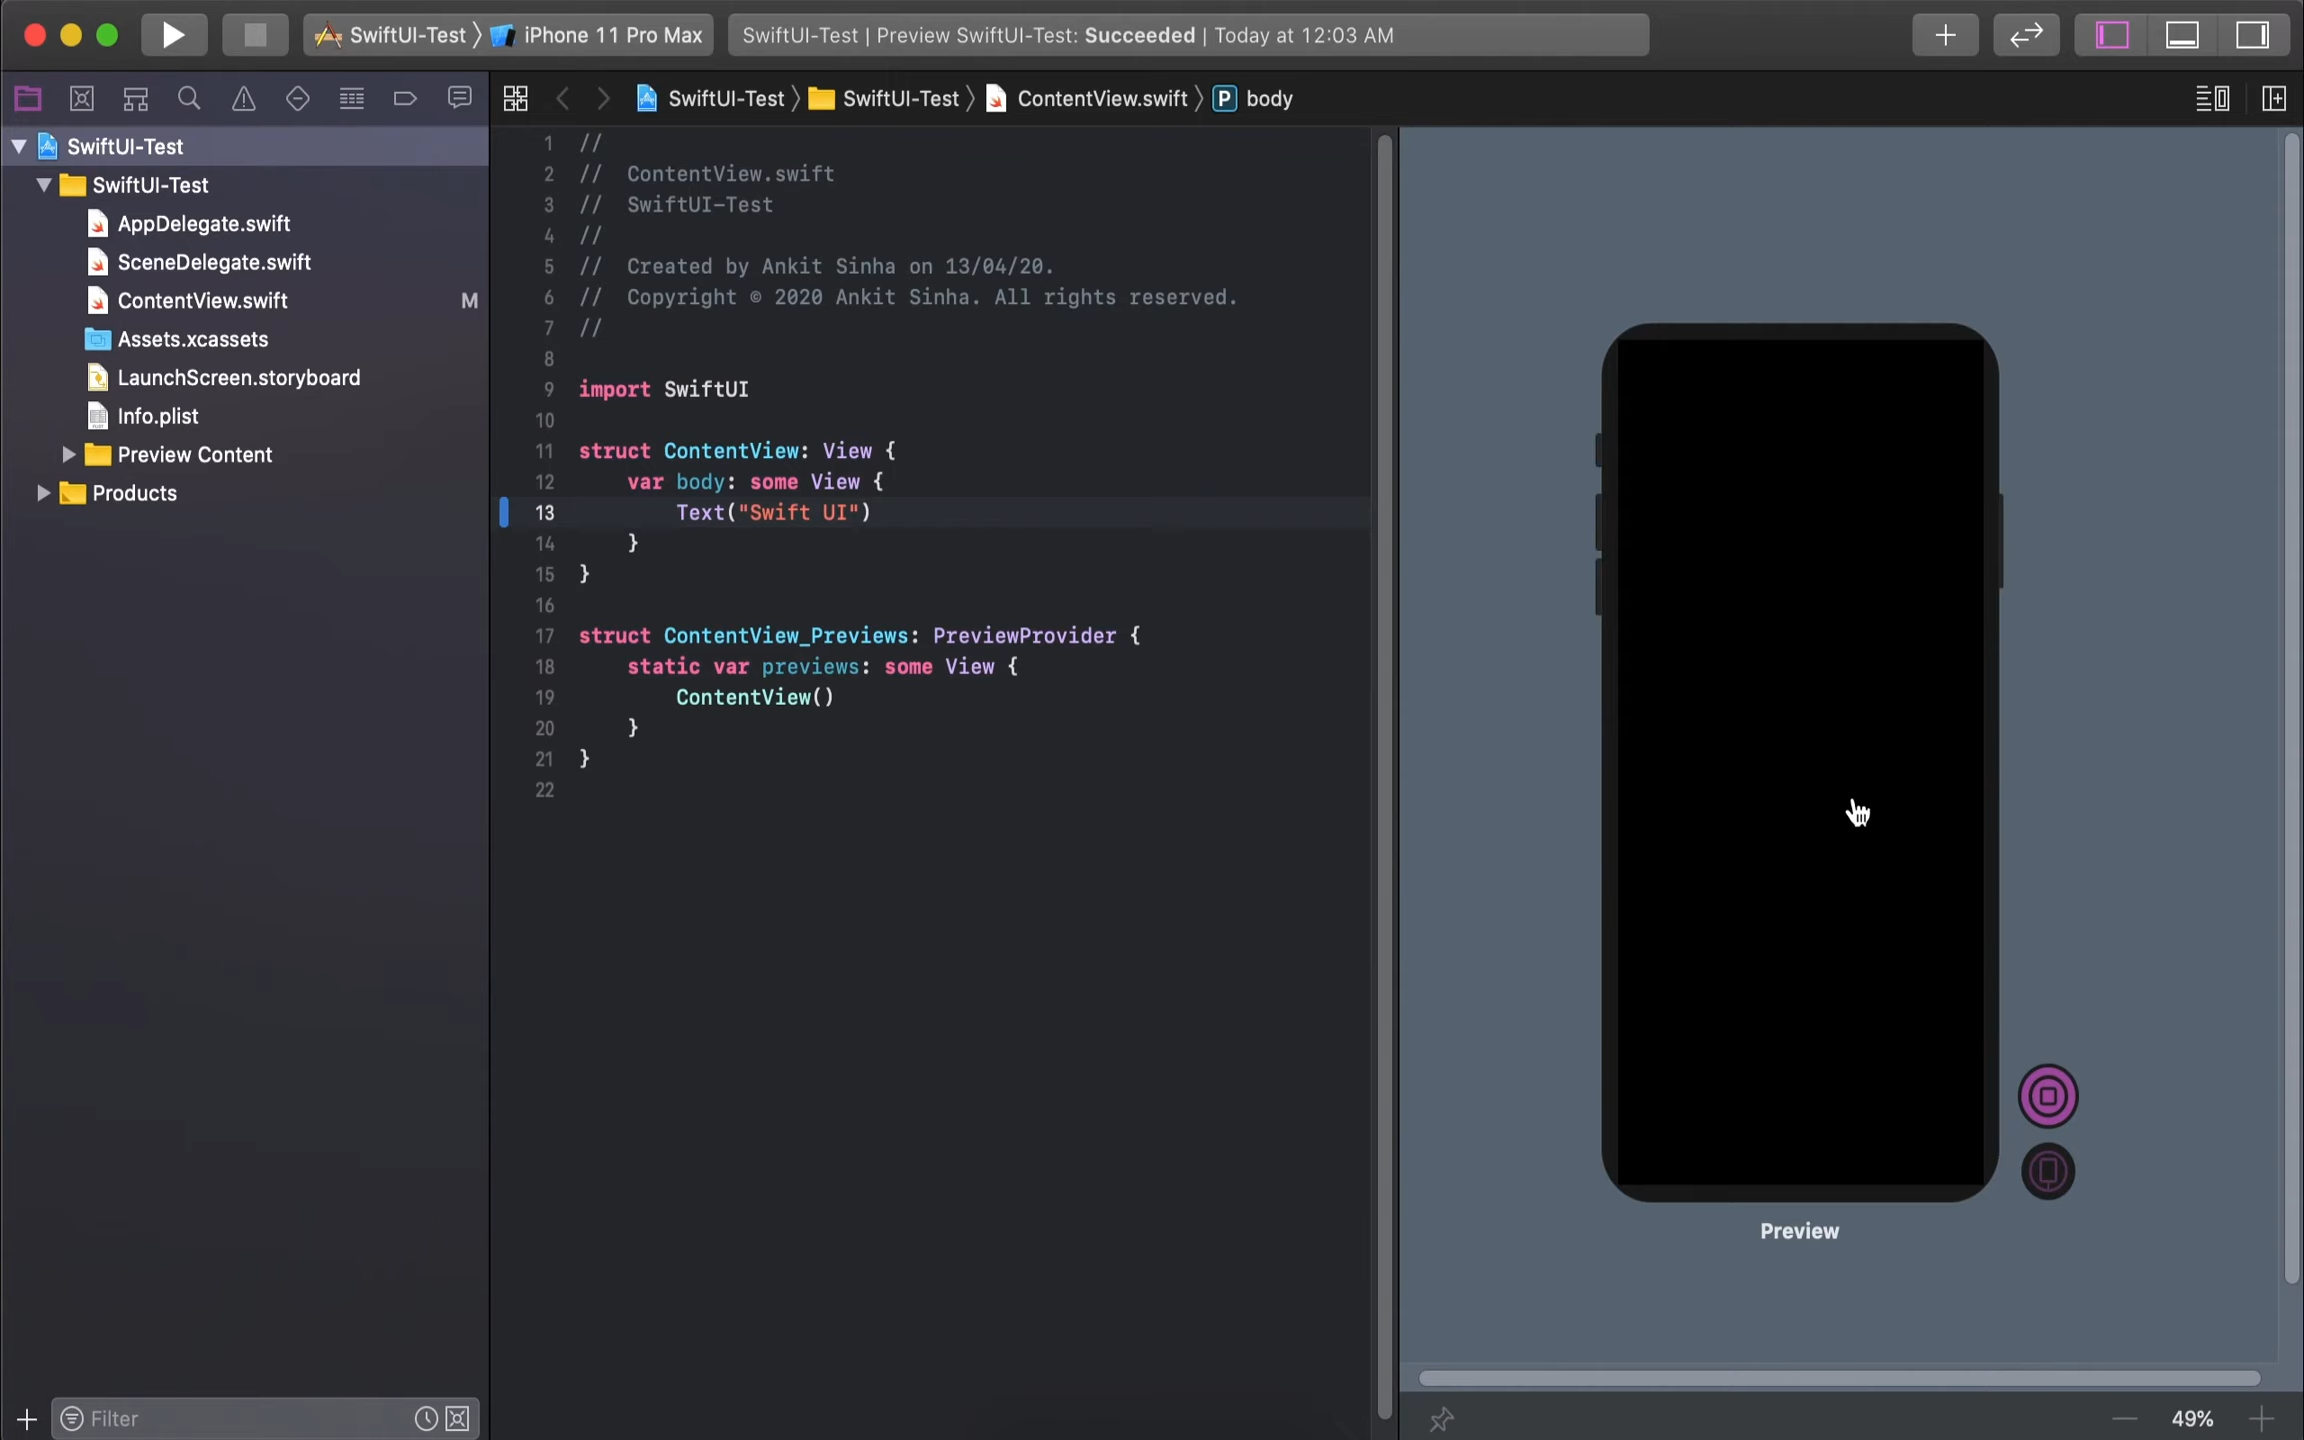 SwiftUI-Test 〉 iPhone 11 Pro Max
SwiftUI-Test | Preview SwiftUI-Test: Succeeded | Today at 12:03 AM
SwiftUI-Test 〉 SwiftUI-Test 〉 ContentView.swift 〉 P body
SwiftUI-Test
SwiftUI-Test
AppDelegate.swift
SceneDelegate.swift
ContentView.swift M
Assets.xcassets
LaunchScreen.storyboard
Info.plist
Preview Content
Products
Filter
1 //
2 //  ContentView.swift
3 //  SwiftUI-Test
4 //
5 //  Created by Ankit Sinha on 13/04/20.
6 //  Copyright © 2020 Ankit Sinha. All rights reserved.
7 //
8
9 import SwiftUI
10
11 struct ContentView: View {
12     var body: some View {
13         Text("Swift UI")
14     }
15 }
16
17 struct ContentView_Previews: PreviewProvider {
18     static var previews: some View {
19         ContentView()
20     }
21 }
22
Preview
49%